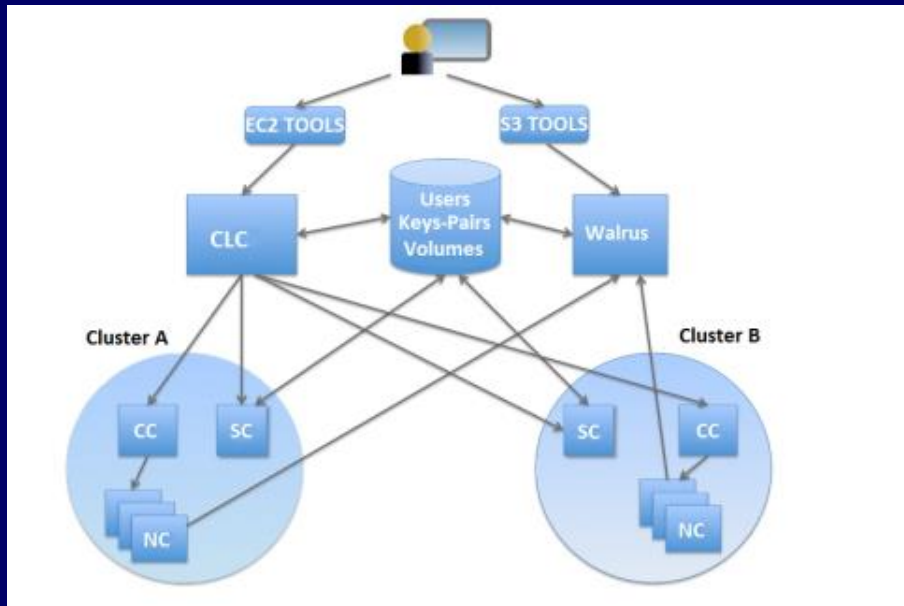 EC2 TOOLS
S3 TOOLS
CLC
Users
Keys-Pairs
Volumes
Walrus
Cluster A
Cluster B
CC
SC
SC
CC
NC
NC